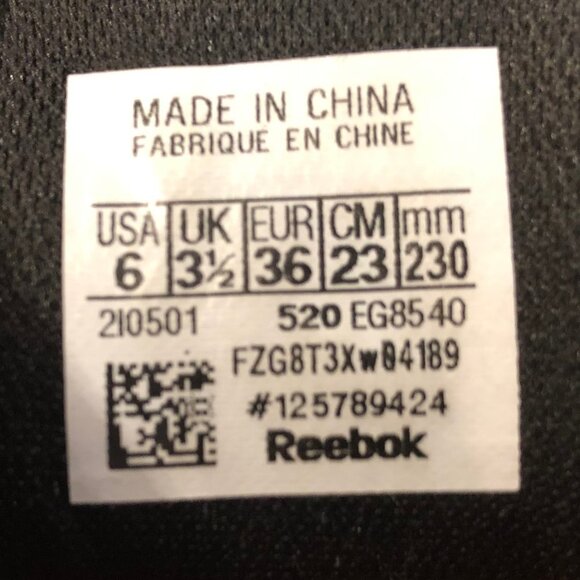 MADE IN CHINA
FABRIQUE EN CHINE
USA UK EUR CM mm
6 3½ 36 23 230
2I0501 520 EG8540
FZG8T3Xw04189
#125789424
Reebok